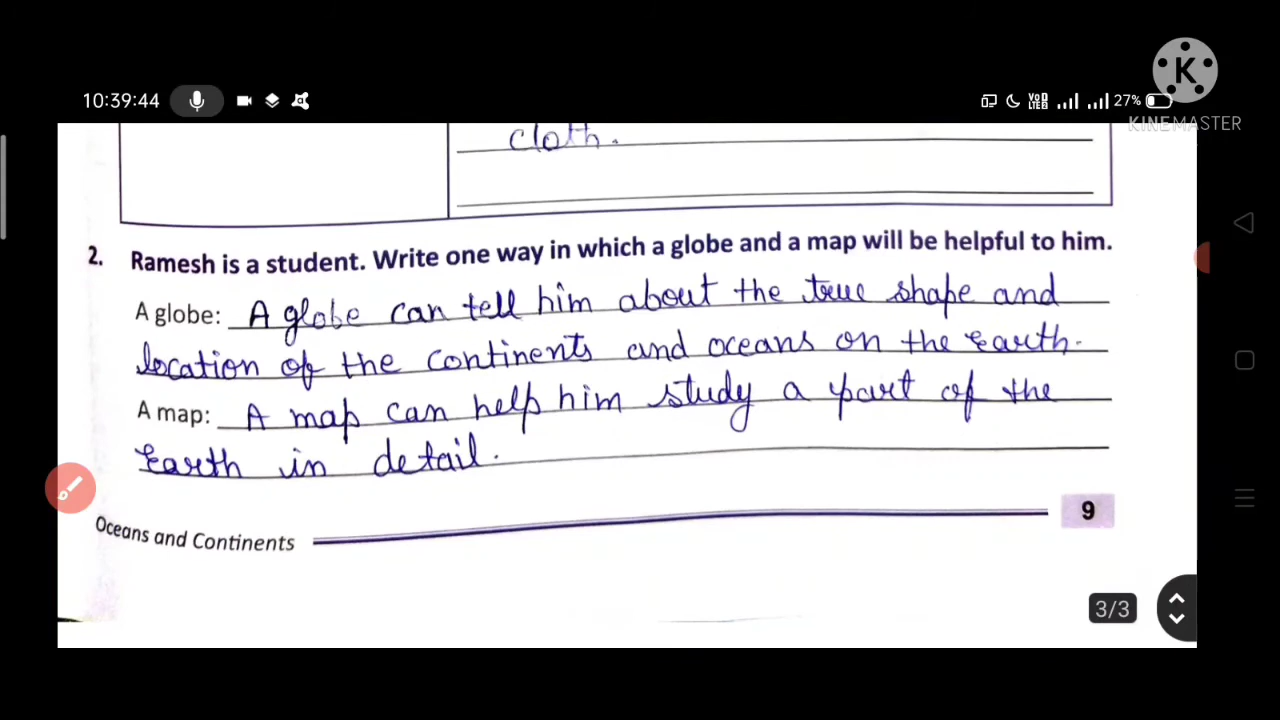 10:39:44
27%
K
KINEMASTER
cloth.
2. Ramesh is a student. Write one way in which a globe and a map will be helpful to him.
A globe: A globe can tell him about the true shape and
location of the continents and oceans on the earth.
A map: A map can help him study a part of the
Earth in detail.
Oceans and Continents 9
3/3